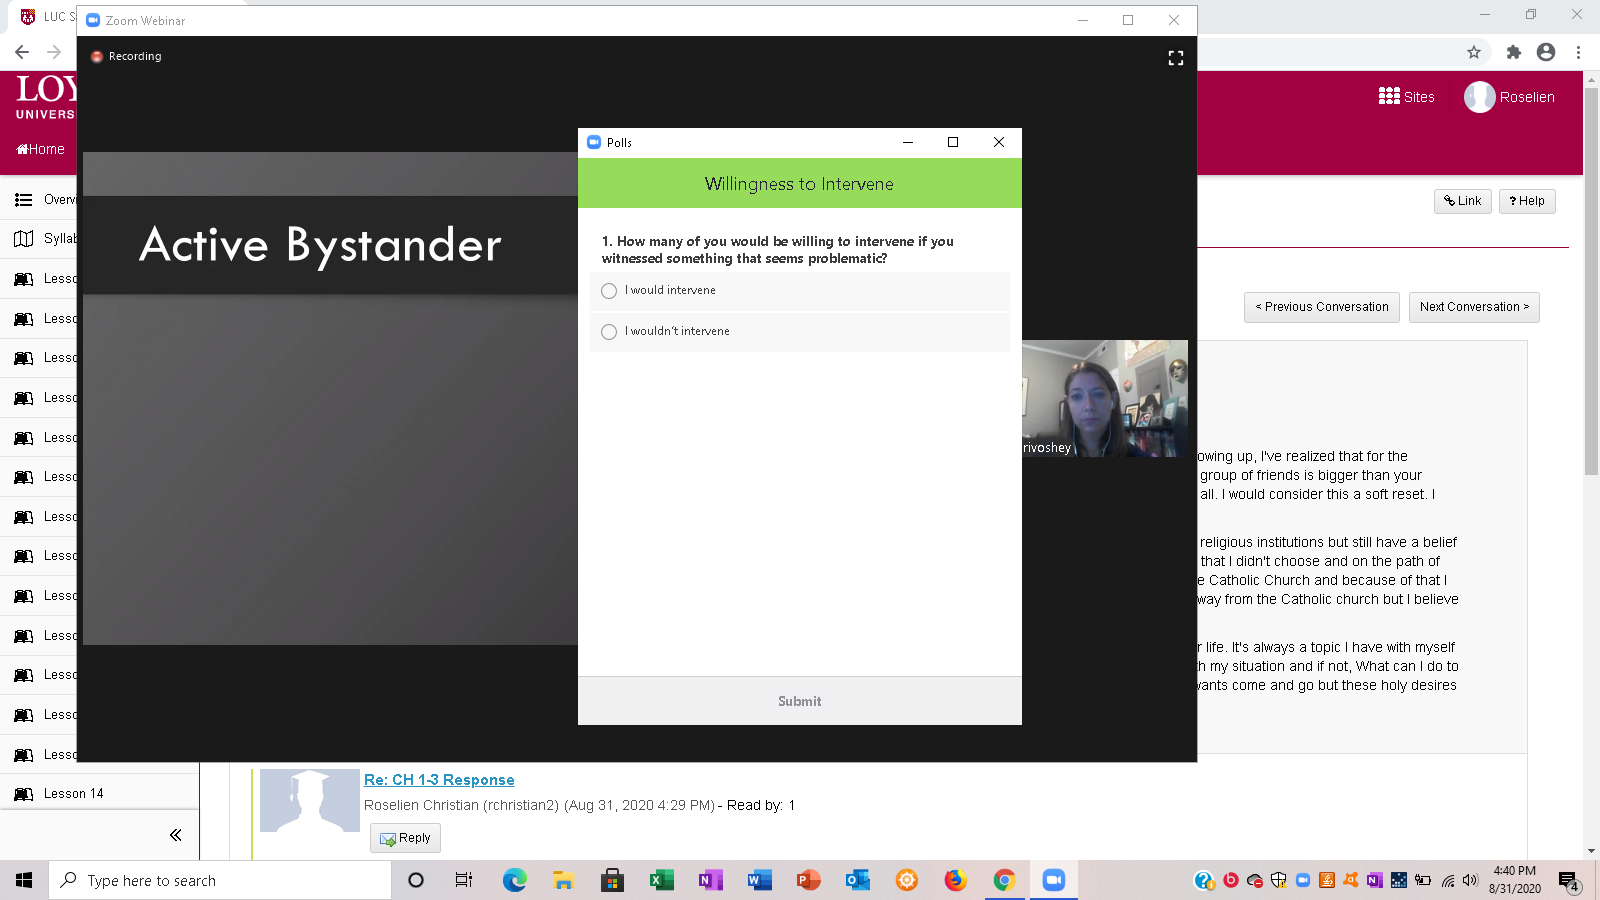 LUC S
Zoom Webinar
Recording
LOY
UNIVERS
Sites
Roselien
Home
Polls
Willingness to Intervene
Overvi
Link
? Help
Syllab
Active Bystander
1. How many of you would be willing to intervene if you
witnessed something that seems problematic?
I would intervene
I wouldn't intervene
Lesso
Lesso
Lesso
Lesso
Lesso
Lesso
Lesso
Lesso
Lesso
Lesso
Lesso
Lesso
Lesso
Lesson 14
< Previous Conversation
Next Conversation >
rivoshey
owing up, I've realized that for the
group of friends is bigger than your
all. I would consider this a soft reset. I
religious institutions but still have a belief
that I didn't choose and on the path of
e Catholic Church and because of that I
way from the Catholic church but I believe
r life. It's always a topic I have with myself
h my situation and if not, What can I do to
wants come and go but these holy desires
Submit
Re: CH 1-3 Response
Roselien Christian (rchristian2) (Aug 31, 2020 4:29 PM) - Read by: 1
Reply
Type here to search
4:40 PM
8/31/2020
4